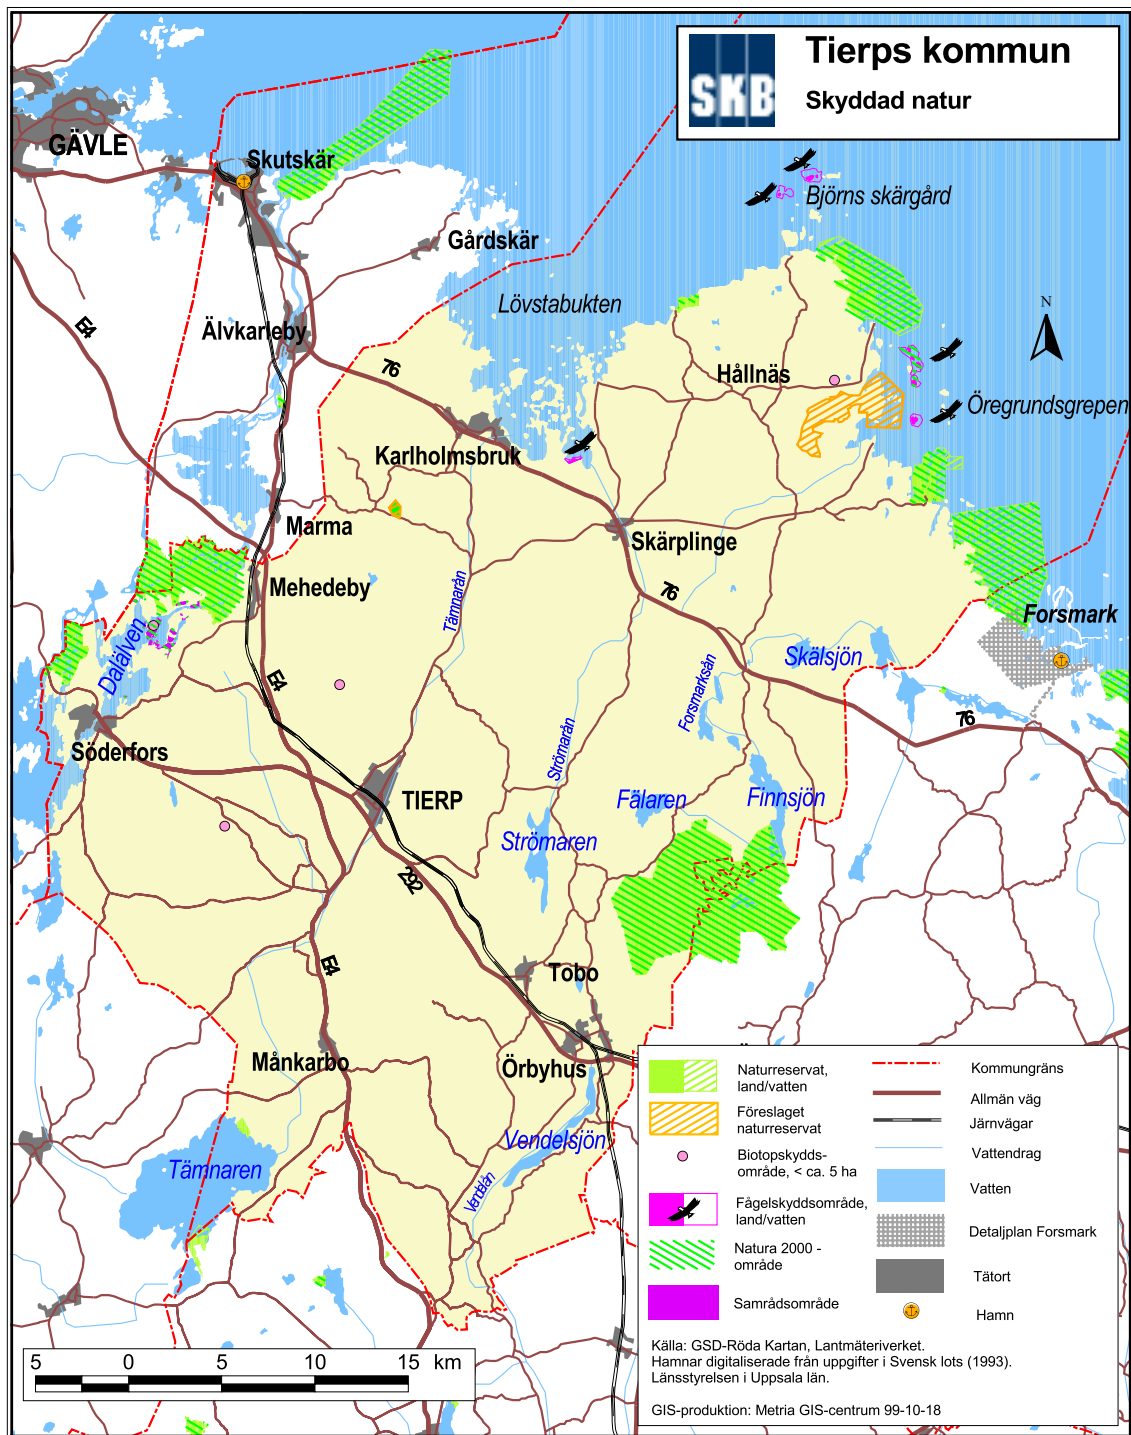 SKB
Tierps kommun
Skyddad natur
GÄVLE
Skutskär
Björns skärgård
Gårdskär
Lövstabukten
N
Älvkarleby
E4
76
Hållnäs
Öregrundsgrepen
Karlholmsbruk
Marma
Skärplinge
Mehedeby
Tämnarån
76
Forsmark
Dalälven
Skälsjön
E4
Forsmarksån
76
Söderfors
Strömarån
TIERP
Fälaren
Finnsjön
Strömaren
292
E4
Tobo
Månkarbo
Örbyhus
Vendelsjön
Tämnaren
Vendelån
Naturreservat,
land/vatten
Föreslaget
naturreservat
Biotopskydds-
område, < ca. 5 ha
Fågelskyddsområde,
land/vatten
Natura 2000 -
område
Samrådsområde
Kommungräns
Allmän väg
Järnvägar
Vattendrag
Vatten
Detaljplan Forsmark
Tätort
Hamn
Källa: GSD-Röda Kartan, Lantmäteriverket.
Hamnar digitaliserade från uppgifter i Svensk lots (1993).
Länsstyrelsen i Uppsala län.
GIS-produktion: Metria GIS-centrum 99-10-18
5 0 5 10 15 km